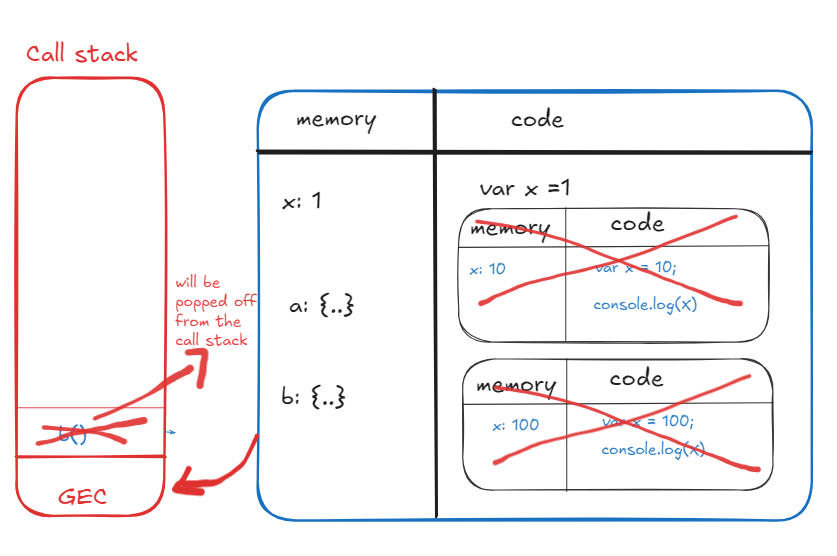 Call stack
memory
code
x: 1
var x =1
memory
code
x: 10
var x = 10;
console.log(x)
will be
popped off
from the
call stack
a: {..}
b: {..}
memory
code
x: 100
var x = 100;
console.log(x)
b()
GEC